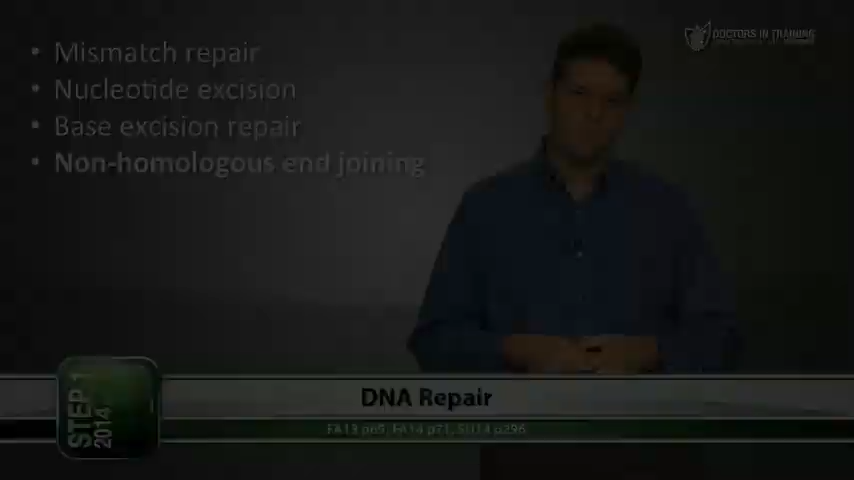 • Mismatch repair
• Nucleotide excision
• Base excision repair
• Non-homologous end joining
DOCTORS IN TRAINING
STEP 1
2014
DNA Repair
FA13 p69, FA14 p71, SU14 p296